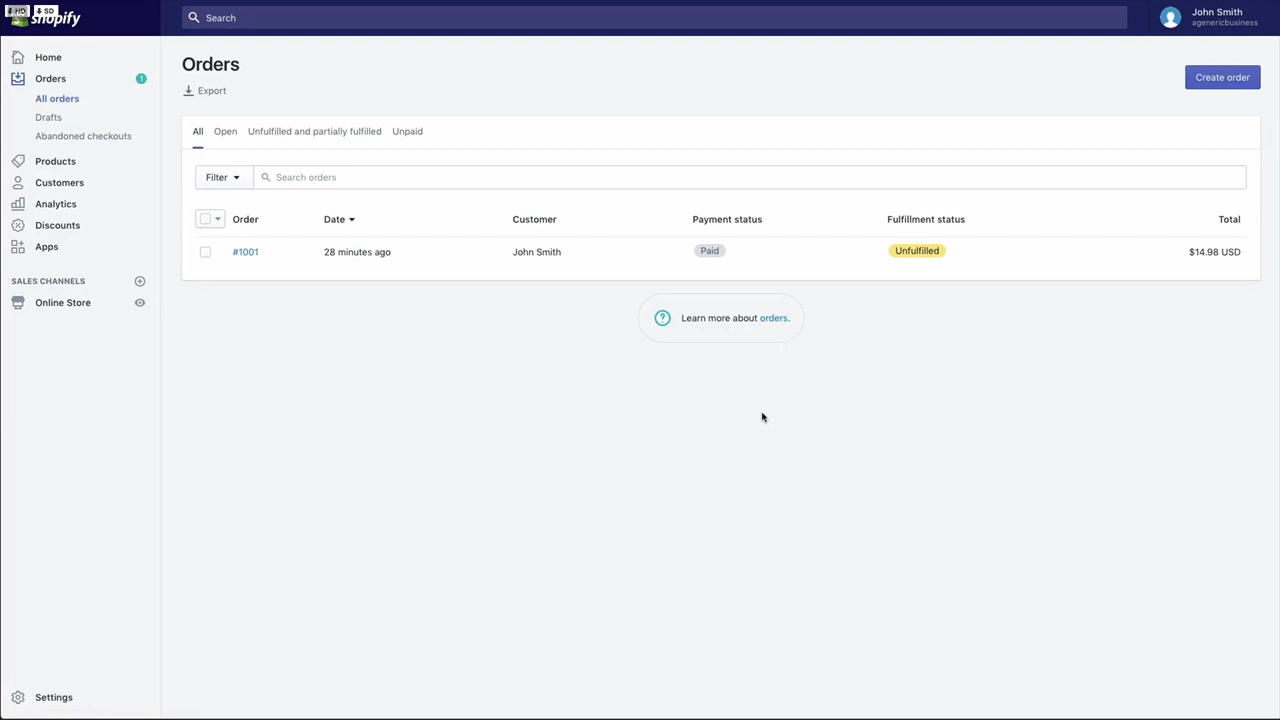 HD SD
shopify
Search
John Smith
agenericbusiness
Home
Orders 1
All orders
Drafts
Abandoned checkouts
Products
Customers
Analytics
Discounts
Apps
SALES CHANNELS
Online Store
Settings
Orders
Export
Create order
All Open Unfulfilled and partially fulfilled Unpaid
Filter Search orders
Order Date Customer Payment status Fulfillment status Total
#1001 28 minutes ago John Smith Paid Unfulfilled $14.98 USD
? Learn more about orders.